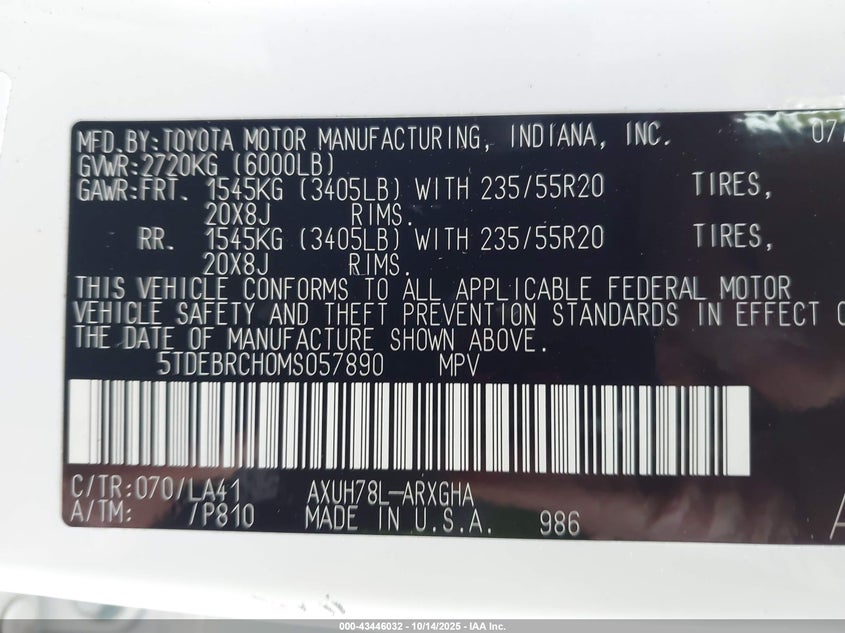 MFD.BY:TOYOTA MOTOR MANUFACTURING, INDIANA, INC. 07/
GVWR:2720KG (6000LB)
GAWR:FRT. 1545KG (3405LB) WITH 235/55R20 TIRES,
20X8J RIMS.
RR. 1545KG (3405LB) WITH 235/55R20 TIRES,
20X8J RIMS.
THIS VEHICLE CONFORMS TO ALL APPLICABLE FEDERAL MOTOR
VEHICLE SAFETY AND THEFT PREVENTION STANDARDS IN EFFECT
THE DATE OF MANUFACTURE SHOWN ABOVE.
5TDEBRCH0MS057890 MPV
C/TR:070/LA41 AXUH78L-ARXGHA
A/TM: /P810 MADE IN U.S.A. 986
000-43446032 - 10/14/2025 - IAA Inc.